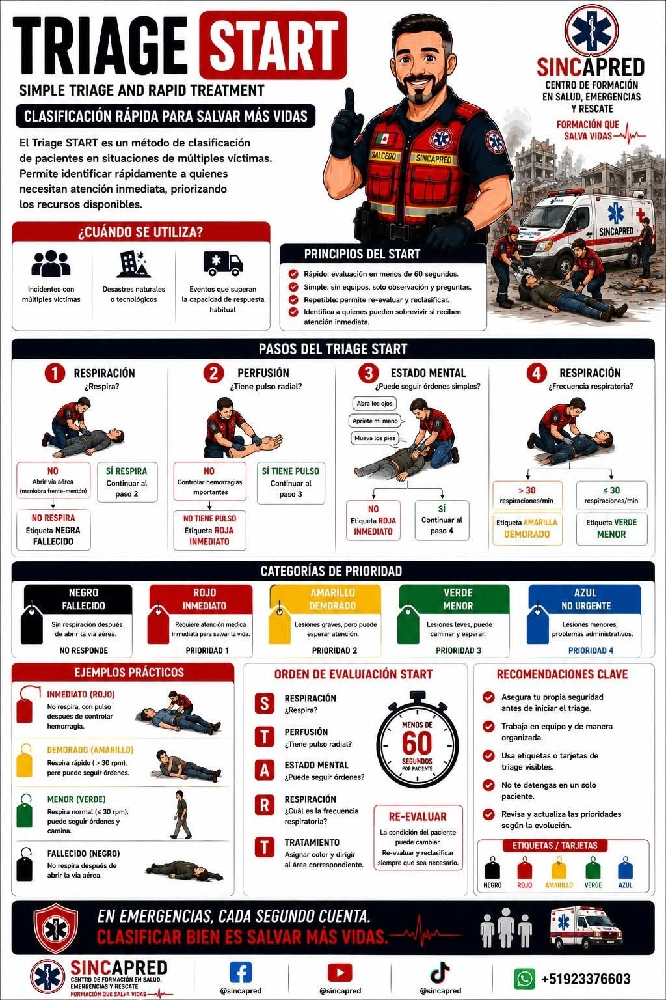 TRIAGE START
SIMPLE TRIAGE AND RAPID TREATMENT
CLASIFICACIÓN RÁPIDA PARA SALVAR MÁS VIDAS
El Triage START es un método de clasificación
de pacientes en situaciones de múltiples víctimas.
Permite identificar rápidamente a quienes
necesitan atención inmediata, priorizando
los recursos disponibles.
SALCEDO
SINCAPRED
SINCAPRED
CENTRO DE FORMACIÓN
EN SALUD, EMERGENCIAS
Y RESCATE
FORMACIÓN QUE
SALVA VIDAS
SINCAPRED
¿CUÁNDO SE UTILIZA?
Incidentes con
múltiples víctimas
Desastres naturales
o tecnológicos
Eventos que superan
la capacidad de respuesta
habitual
PRINCIPIOS DEL START
Rápido: evaluación en menos de 60 segundos.
Simple: sin equipos, solo observación y preguntas.
Repetible: permite re-evaluar y reclasificar.
Identifica a quienes pueden sobrevivir si reciben
atención inmediata.
PASOS DEL TRIAGE START
1 RESPIRACIÓN
¿Respira?
NO
Abrir vía aérea
(maniobra frente-mentón)
SÍ RESPIRA
Continuar al
paso 2
NO RESPIRA
Etiqueta NEGRA
FALLECIDO
2 PERFUSIÓN
¿Tiene pulso radial?
NO
Controlar hemorragias
importantes
SÍ TIENE PULSO
Continuar al
paso 3
NO TIENE PULSO
Etiqueta ROJA
INMEDIATO
3 ESTADO MENTAL
¿Puede seguir órdenes simples?
Abra los ojos
Apriete mi mano
Mueva los pies
NO
Etiqueta ROJA
INMEDIATO
SÍ
Continuar al
paso 4
4 RESPIRACIÓN
¿Frecuencia respiratoria?
> 30
respiraciones/min
≤ 30
respiraciones/min
Etiqueta AMARILLA
DEMORADO
Etiqueta VERDE
MENOR
CATEGORÍAS DE PRIORIDAD
NEGRO
FALLECIDO
Sin respiración después
de abrir la vía aérea.
NO RESPONDE
ROJO
INMEDIATO
Requiere atención médica
inmediata para salvar la vida.
PRIORIDAD 1
AMARILLO
DEMORADO
Lesiones graves, pero puede
esperar atención.
PRIORIDAD 2
VERDE
MENOR
Lesiones leves, puede
caminar y esperar.
PRIORIDAD 3
AZUL
NO URGENTE
Lesiones menores,
problemas administrativos.
PRIORIDAD 4
EJEMPLOS PRÁCTICOS
INMEDIATO (ROJO)
No respira, con pulso
después de controlar
hemorragia.
DEMORADO (AMARILLO)
Respira rápido ( > 30 rpm),
pero puede seguir órdenes.
MENOR (VERDE)
Respira normal (≤ 30 rpm),
puede seguir órdenes y
camina.
FALLECIDO (NEGRO)
No respira después de
abrir la vía aérea.
ORDEN DE EVALUIACIÓN START
S RESPIRACIÓN
¿Respira?
T PERFUSIÓN
¿Tiene pulso radial?
A ESTADO MENTAL
¿Puede seguir órdenes?
R RESPIRACIÓN
¿Cuál es la frecuencia
respiratoria?
T TRATAMIENTO
Asignar color y dirigir
al área correspondiente.
MENOS DE
60
SEGUNDOS
POR PACIENTE
RE-EVALUAR
La condición del paciente
puede cambiar.
Re-evaluar y reclasificar
siempre que sea necesario.
RECOMENDACIONES CLAVE
Asegura tu propia seguridad
antes de iniciar el triage.
Trabaja en equipo y de manera
organizada.
Usa etiquetas o tarjetas de
triage visibles.
No te detengas en un solo
paciente.
Revisa y actualiza las prioridades
según la evolución.
ETIQUETAS / TARJETAS
NEGRO
ROJO
AMARILLO
VERDE
AZUL
EN EMERGENCIAS, CADA SEGUNDO CUENTA.
CLASIFICAR BIEN ES SALVAR MÁS VIDAS.
SINCAPRED
CENTRO DE FORMACIÓN EN SALUD,
EMERGENCIAS Y RESCATE
FORMACIÓN QUE SALVA VIDAS
@sincapred
@sincapred
@sincapred
+51923376603